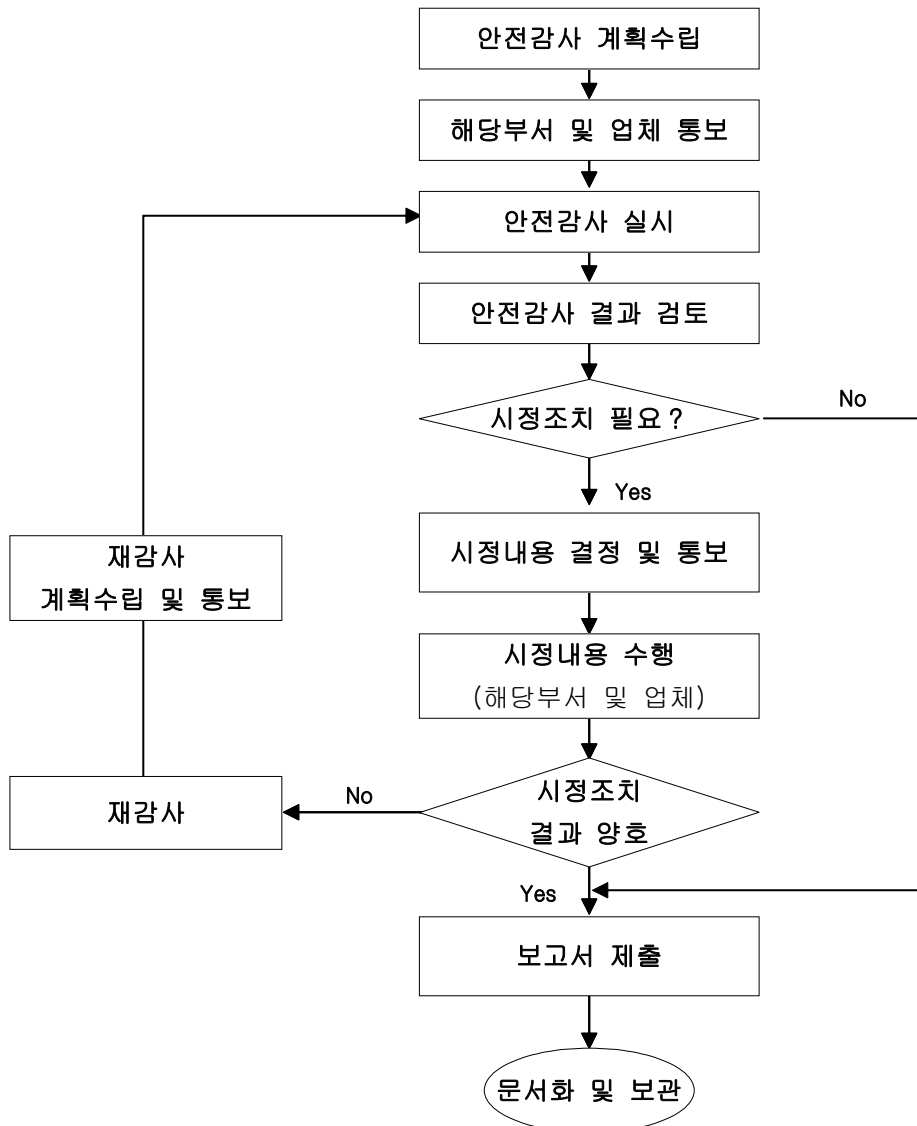 안전감사 계획수립
해당부서 및 업체 통보
안전감사 실시
안전감사 결과 검토
시정조치 필요?
No
Yes
시정내용 결정 및 통보
재감사
계획수립 및 통보
시정내용 수행
(해당부서 및 업체)
시정조치
결과 양호
No
재감사
Yes
보고서 제출
문서화 및 보관